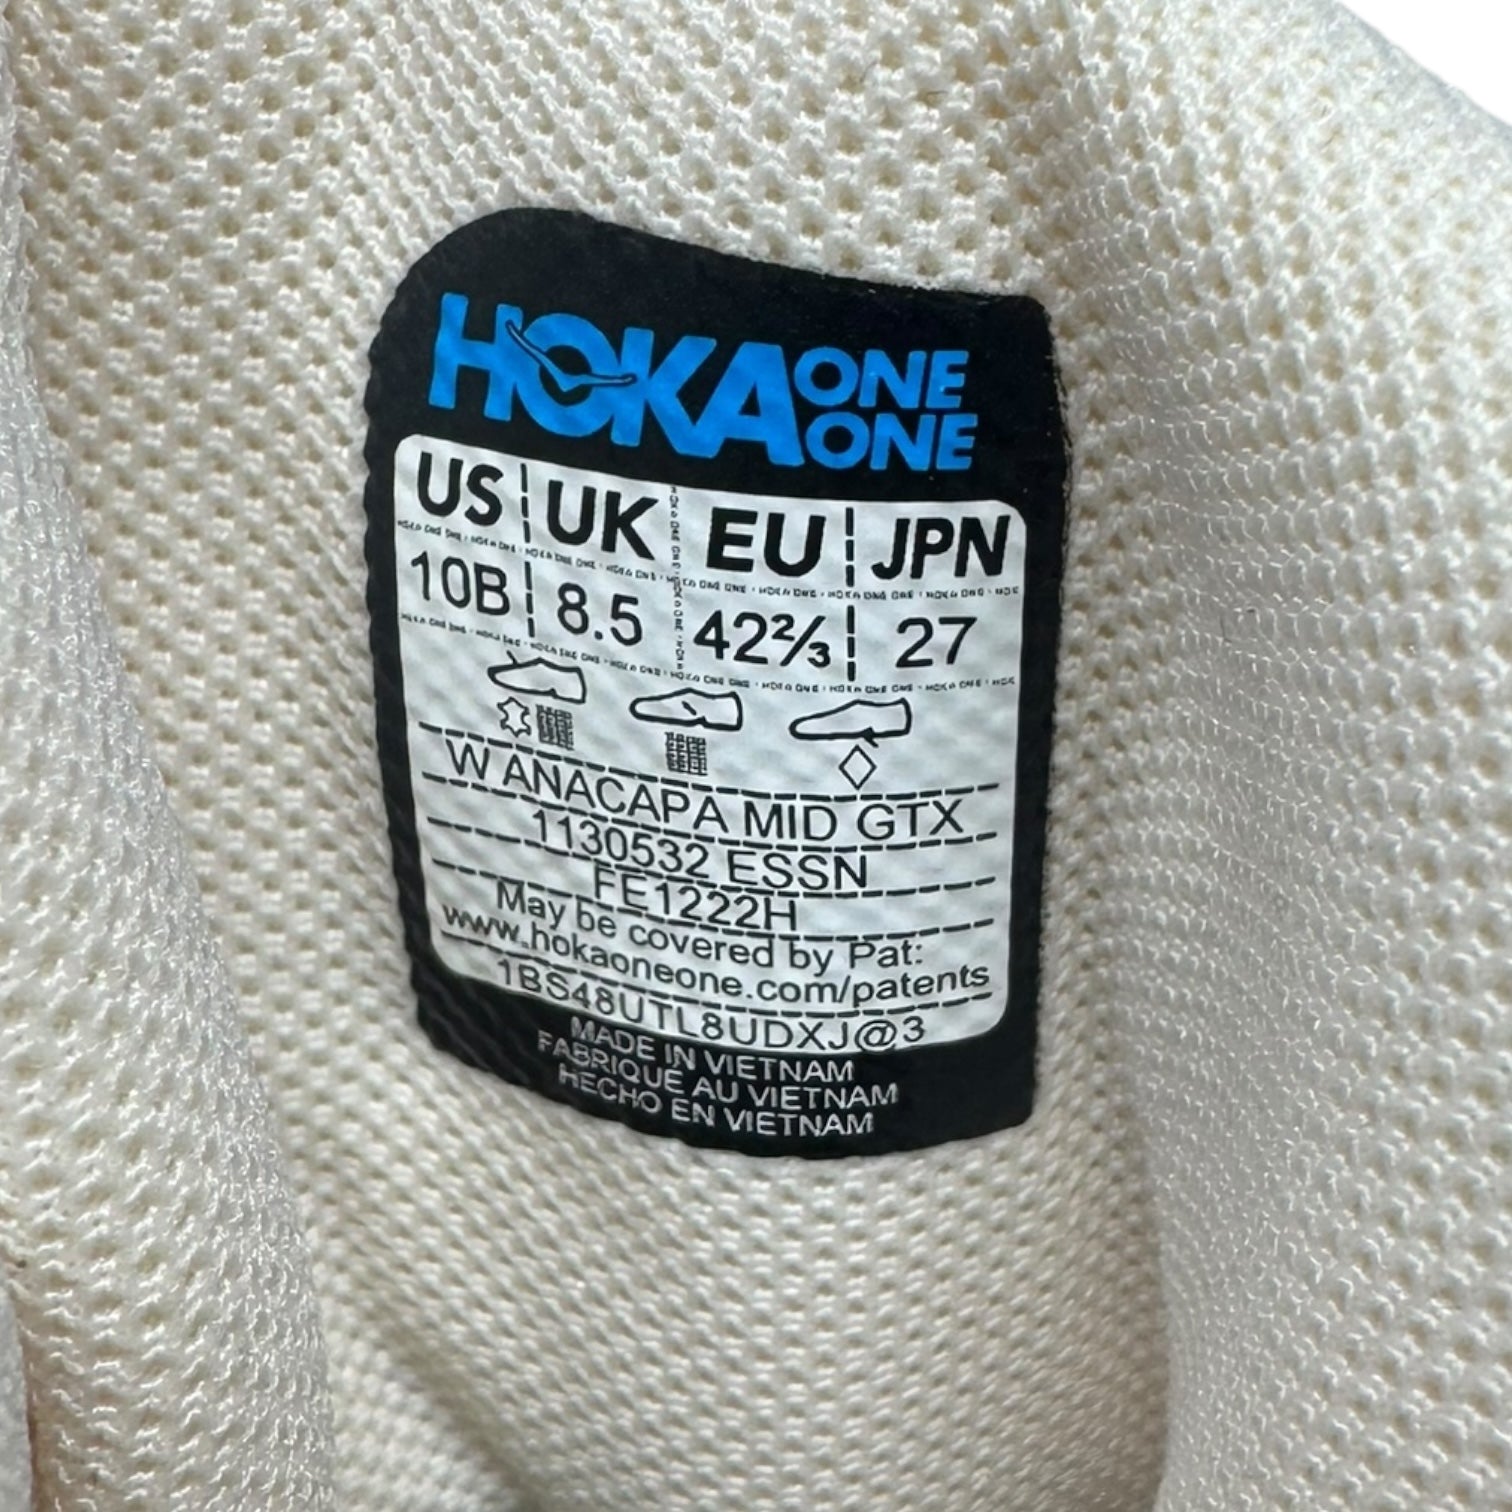 HOKA ONE ONE
US UK EU JPN
10B 8.5 42⅔ 27
W ANACAPA MID GTX
1130532 ESSN
FE1222H
May be covered by Pat:
www.hokaoneone.com/patents
1BS48UTL8UDXJ@3
MADE IN VIETNAM
FABRIQUÉ AU VIETNAM
HECHO EN VIETNAM